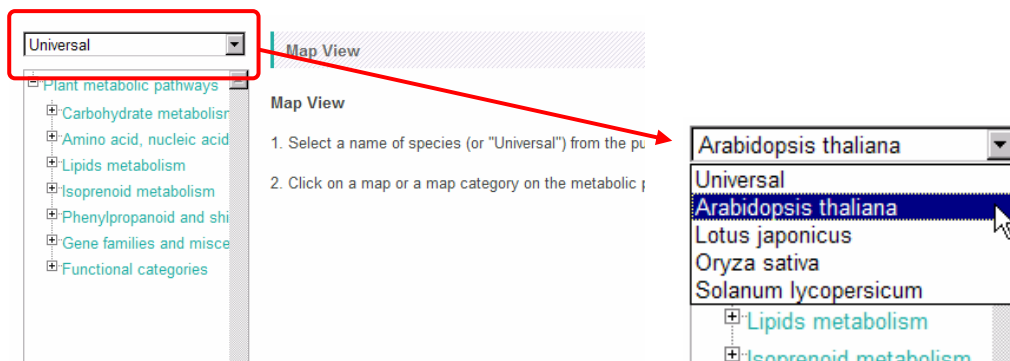 Universal
Plant metabolic pathways
Carbohydrate metabolisr
Amino acid, nucleic acid
Lipids metabolism
Isoprenoid metabolism
Phenylpropanoid and shi
Gene families and misce
Functional categories
Map View
Map View
1. Select a name of species (or "Universal") from the pu
2. Click on a map or a map category on the metabolic p
Arabidopsis thaliana
Universal
Arabidopsis thaliana
Lotus japonicus
Oryza sativa
Solanum lycopersicum
Lipids metabolism
Isoprenoid metabolism